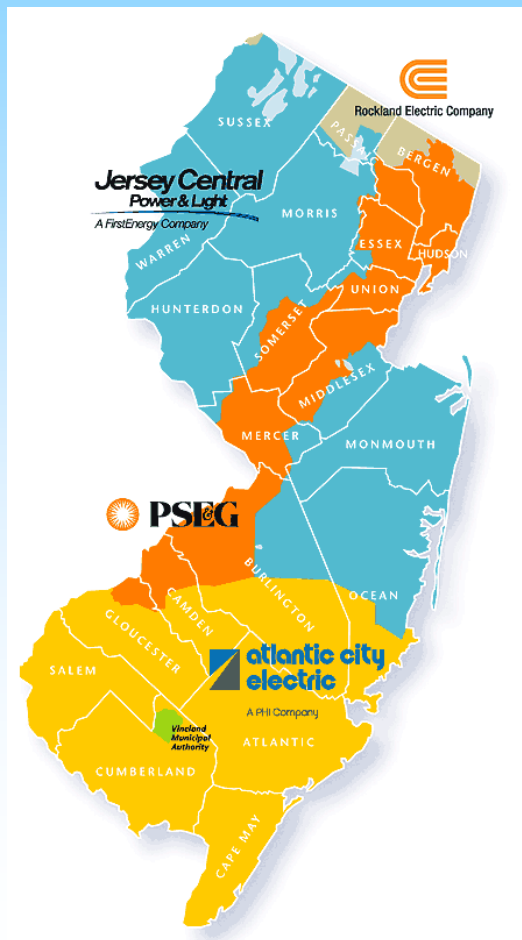 Rockland Electric Company
SUSSEX
PASSAIC
BERGEN
Jersey Central
Power & Light
A FirstEnergy Company
MORRIS
ESSEX
WARREN
HUDSON
UNION
HUNTERDON
SOMERSET
MIDDLESEX
MERCER
MONMOUTH
PSE&G
BURLINGTON
OCEAN
CAMDEN
GLOUCESTER
atlantic city
electric
A PHI Company
SALEM
Vineland
Municipal
Authority
ATLANTIC
CUMBERLAND
CAPE MAY